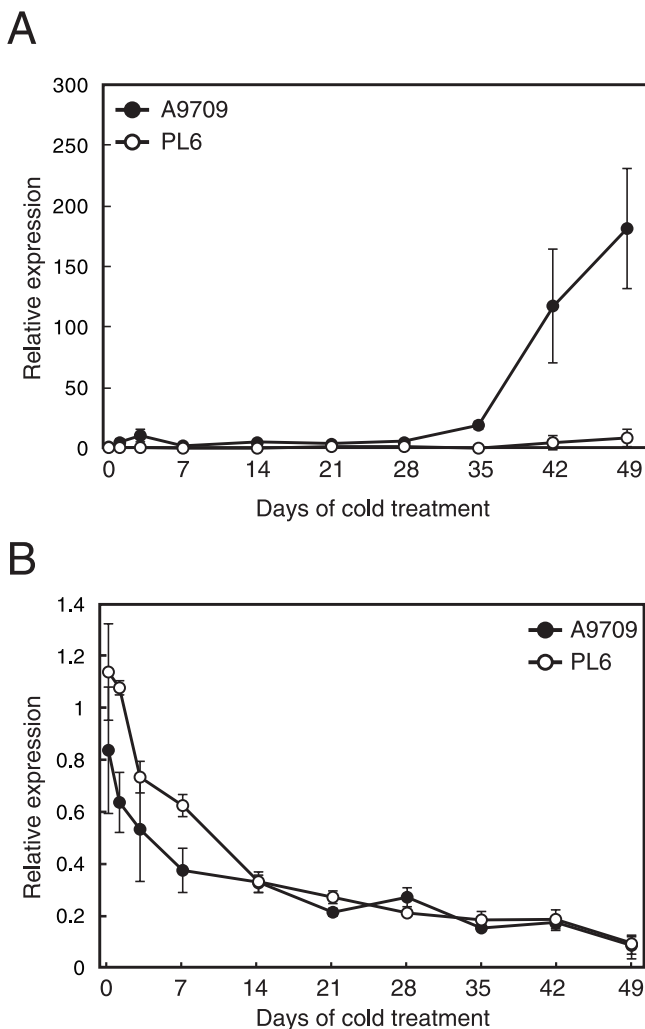 A
300
250
200
150
100
50
0
Relative expression
A9709
PL6
0 7 14 21 28 35 42 49
Days of cold treatment
B
1.4
1.2
1
0.8
0.6
0.4
0.2
0
Relative expression
A9709
PL6
0 7 14 21 28 35 42 49
Days of cold treatment